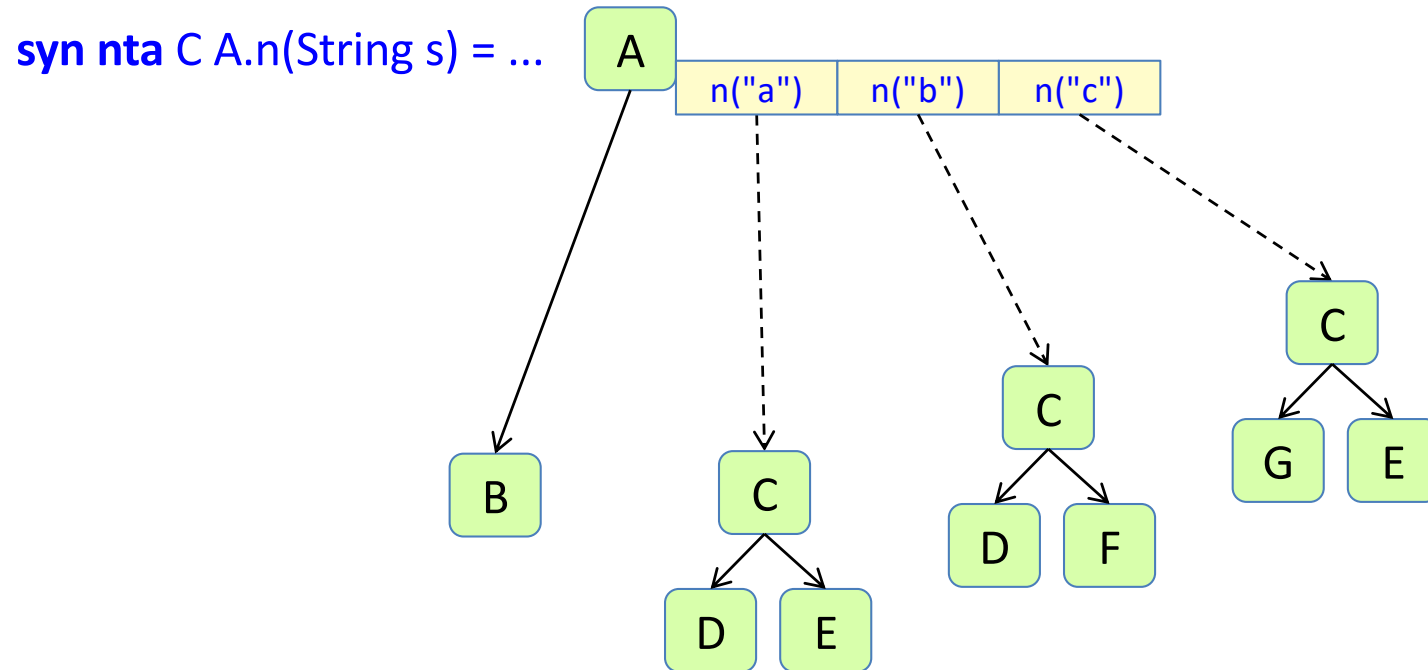 syn nta C A.n(String s) = ...
A
n("a") n("b") n("c")
C
C
G E
B
C
D F
D E